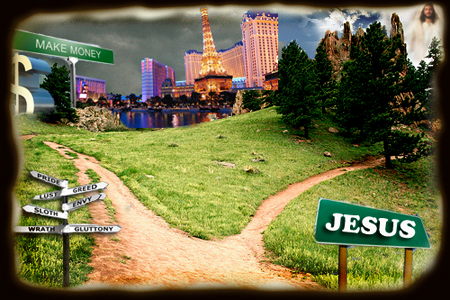 MAKE MONEY
$
PRIDE
LUST GREED
SLOTH ENVY
WRATH GLUTTONY
JESUS